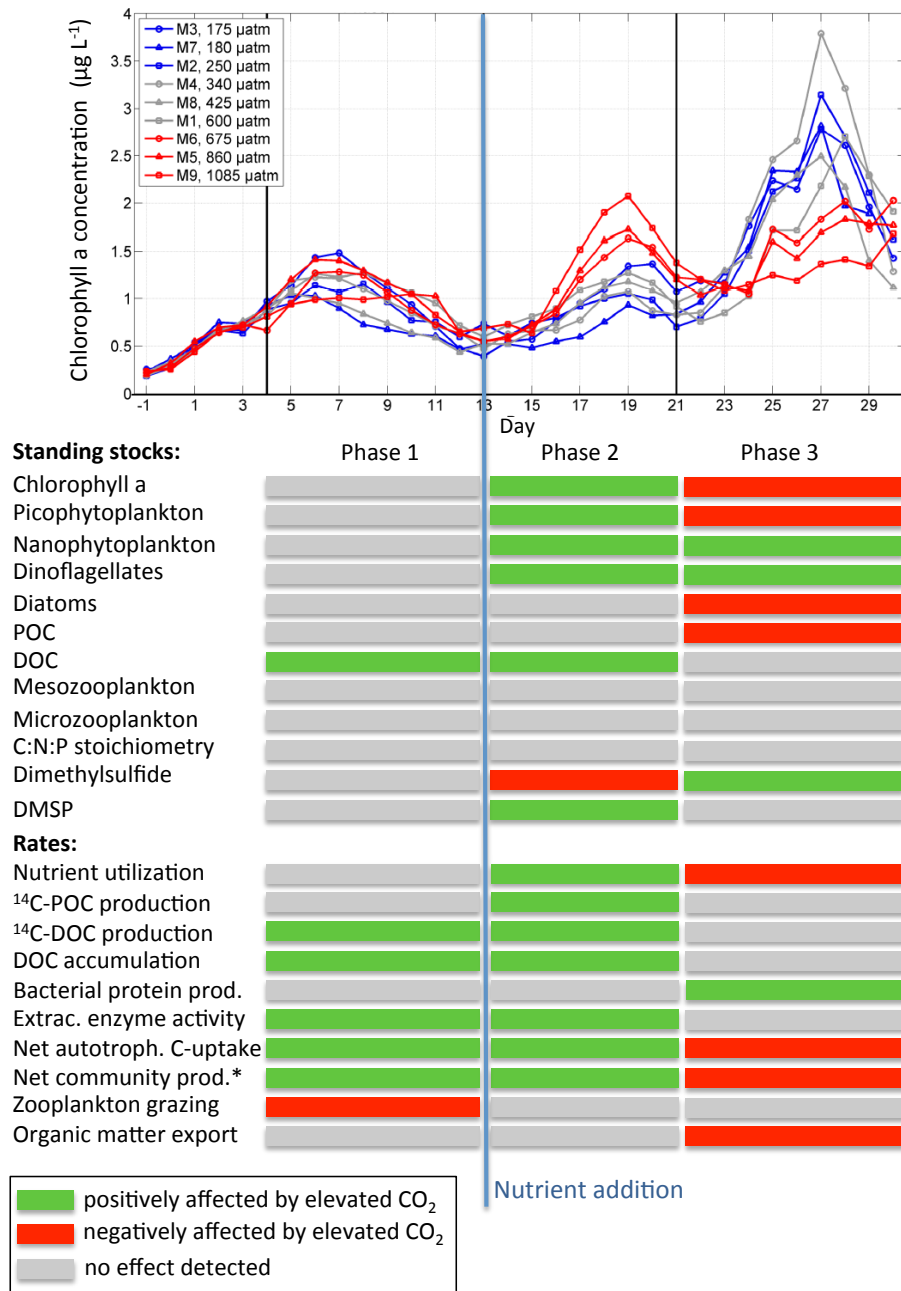 Chlorophyll a concentration (µg L-1)
4
3.5
3
2.5
2
1.5
1
0.5
0
M3, 175 µatm
M7, 180 µatm
M2, 250 µatm
M4, 340 µatm
M8, 425 µatm
M1, 600 µatm
M6, 675 µatm
M5, 860 µatm
M9, 1085 µatm
-1 1 3 5 7 9 11 13 15 17 19 21 23 25 27 29
Day
Standing stocks: Phase 1 Phase 2 Phase 3
Chlorophyll a
Picophytoplankton
Nanophytoplankton
Dinoflagellates
Diatoms
POC
DOC
Mesozooplankton
Microzooplankton
C:N:P stoichiometry
Dimethylsulfide
DMSP
Rates:
Nutrient utilization
14C-POC production
14C-DOC production
DOC accumulation
Bacterial protein prod.
Extrac. enzyme activity
Net autotroph. C-uptake
Net community prod.*
Zooplankton grazing
Organic matter export
Nutrient addition
positively affected by elevated CO2
negatively affected by elevated CO2
no effect detected